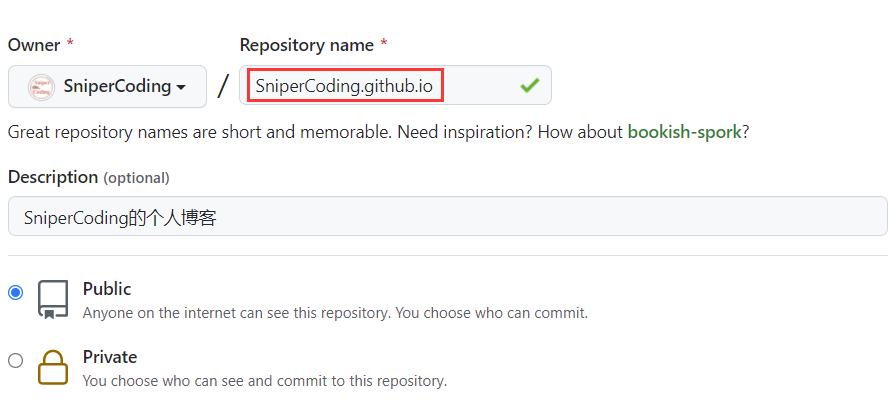 Owner * Repository name *
SniperCoding / SniperCoding.github.io
Great repository names are short and memorable. Need inspiration? How about bookish-spork?
Description (optional)
SniperCoding的个人博客
Public
Anyone on the internet can see this repository. You choose who can commit.
Private
You choose who can see and commit to this repository.